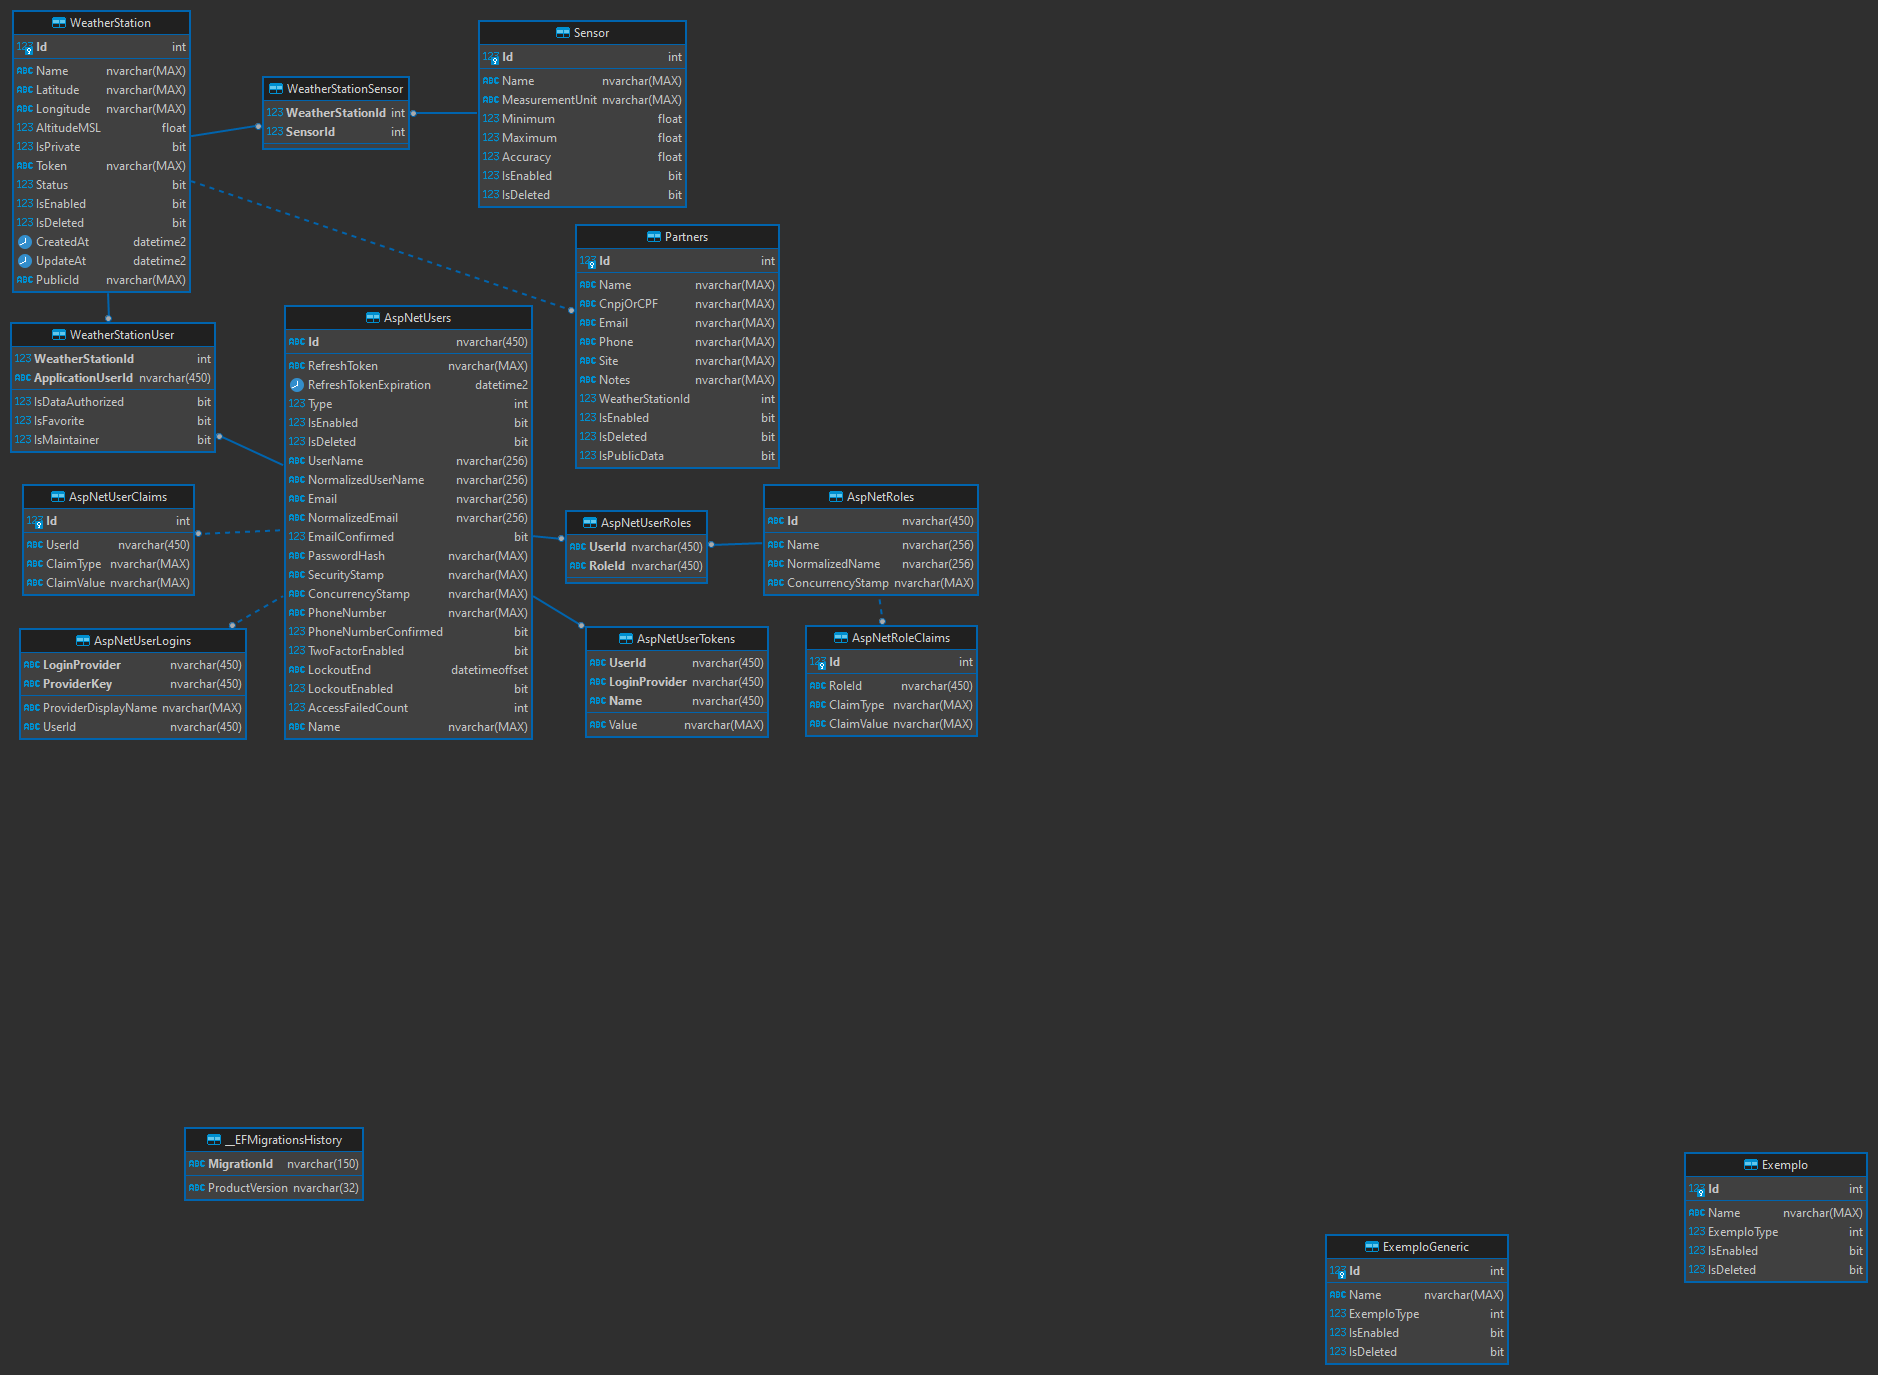 WeatherStation
Id int
Name nvarchar(MAX)
Latitude nvarchar(MAX)
Longitude nvarchar(MAX)
AltitudeMSL float
IsPrivate bit
Token nvarchar(MAX)
Status bit
IsEnabled bit
IsDeleted bit
CreatedAt datetime2
UpdateAt datetime2
PublicId nvarchar(MAX)
WeatherStationSensor
WeatherStationId int
SensorId int
Sensor
Id int
Name nvarchar(MAX)
MeasurementUnit nvarchar(MAX)
Minimum float
Maximum float
Accuracy float
IsEnabled bit
IsDeleted bit
Partners
Id int
Name nvarchar(MAX)
CnpjOrCPF nvarchar(MAX)
Email nvarchar(MAX)
Phone nvarchar(MAX)
Site nvarchar(MAX)
Notes nvarchar(MAX)
WeatherStationId int
IsEnabled bit
IsDeleted bit
IsPublicData bit
WeatherStationUser
WeatherStationId int
ApplicationUserId nvarchar(450)
IsDataAuthorized bit
IsFavorite bit
IsMaintainer bit
AspNetUsers
Id nvarchar(450)
RefreshToken nvarchar(MAX)
RefreshTokenExpiration datetime2
Type int
IsEnabled bit
IsDeleted bit
UserName nvarchar(256)
NormalizedUserName nvarchar(256)
Email nvarchar(256)
NormalizedEmail nvarchar(256)
EmailConfirmed bit
PasswordHash nvarchar(MAX)
SecurityStamp nvarchar(MAX)
ConcurrencyStamp nvarchar(MAX)
PhoneNumber nvarchar(MAX)
PhoneNumberConfirmed bit
TwoFactorEnabled bit
LockoutEnd datetimeoffset
LockoutEnabled bit
AccessFailedCount int
Name nvarchar(MAX)
AspNetUserClaims
Id int
UserId nvarchar(450)
ClaimType nvarchar(MAX)
ClaimValue nvarchar(MAX)
AspNetUserLogins
LoginProvider nvarchar(450)
ProviderKey nvarchar(450)
ProviderDisplayName nvarchar(MAX)
UserId nvarchar(450)
AspNetUserRoles
UserId nvarchar(450)
RoleId nvarchar(450)
AspNetRoles
Id nvarchar(450)
Name nvarchar(256)
NormalizedName nvarchar(256)
ConcurrencyStamp nvarchar(MAX)
AspNetUserTokens
UserId nvarchar(450)
LoginProvider nvarchar(450)
Name nvarchar(450)
Value nvarchar(MAX)
AspNetRoleClaims
Id int
RoleId nvarchar(450)
ClaimType nvarchar(MAX)
ClaimValue nvarchar(MAX)
__EFMigrationsHistory
MigrationId nvarchar(150)
ProductVersion nvarchar(32)
ExemploGeneric
Id int
Name nvarchar(MAX)
ExemploType int
IsEnabled bit
IsDeleted bit
Exemplo
Id int
Name nvarchar(MAX)
ExemploType int
IsEnabled bit
IsDeleted bit